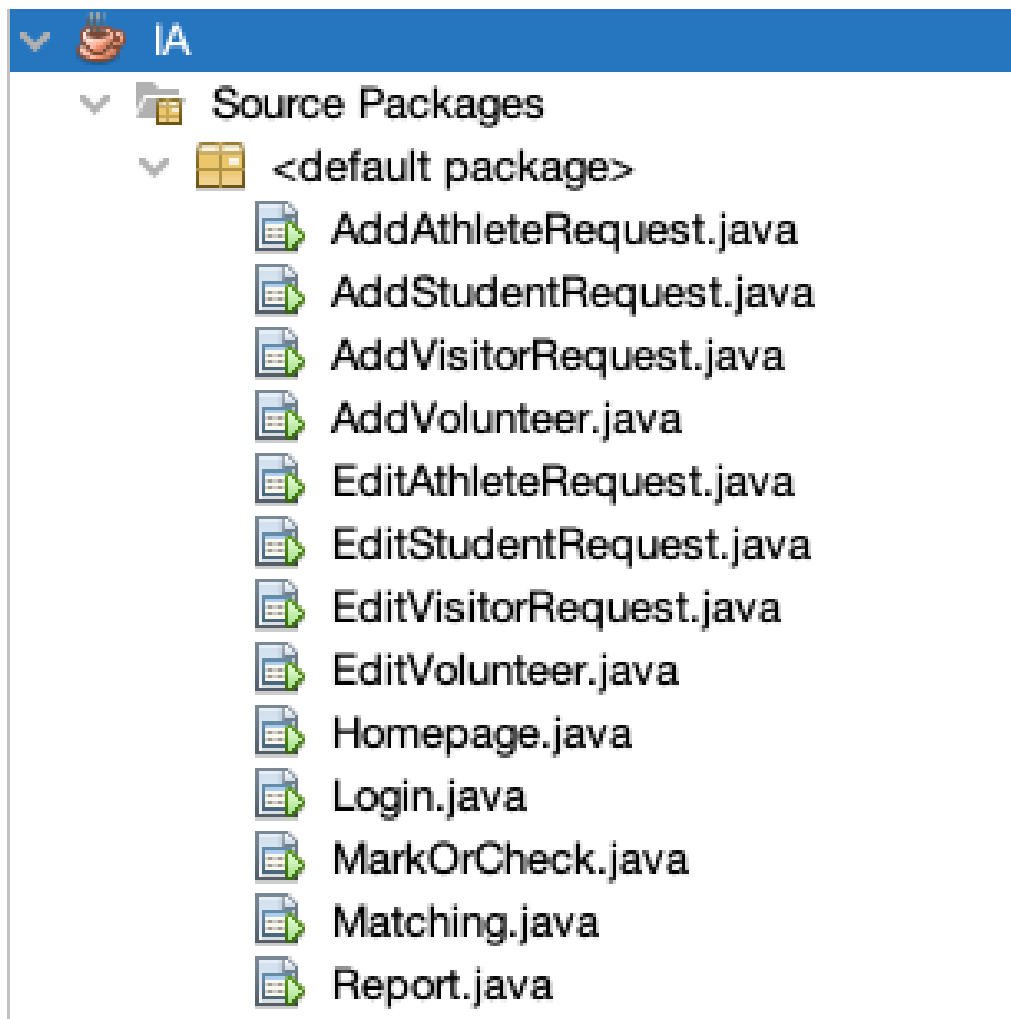 IA
Source Packages
<default package>
AddAthleteRequest.java
AddStudentRequest.java
AddVisitorRequest.java
AddVolunteer.java
EditAthleteRequest.java
EditStudentRequest.java
EditVisitorRequest.java
EditVolunteer.java
Homepage.java
Login.java
MarkOrCheck.java
Matching.java
Report.java